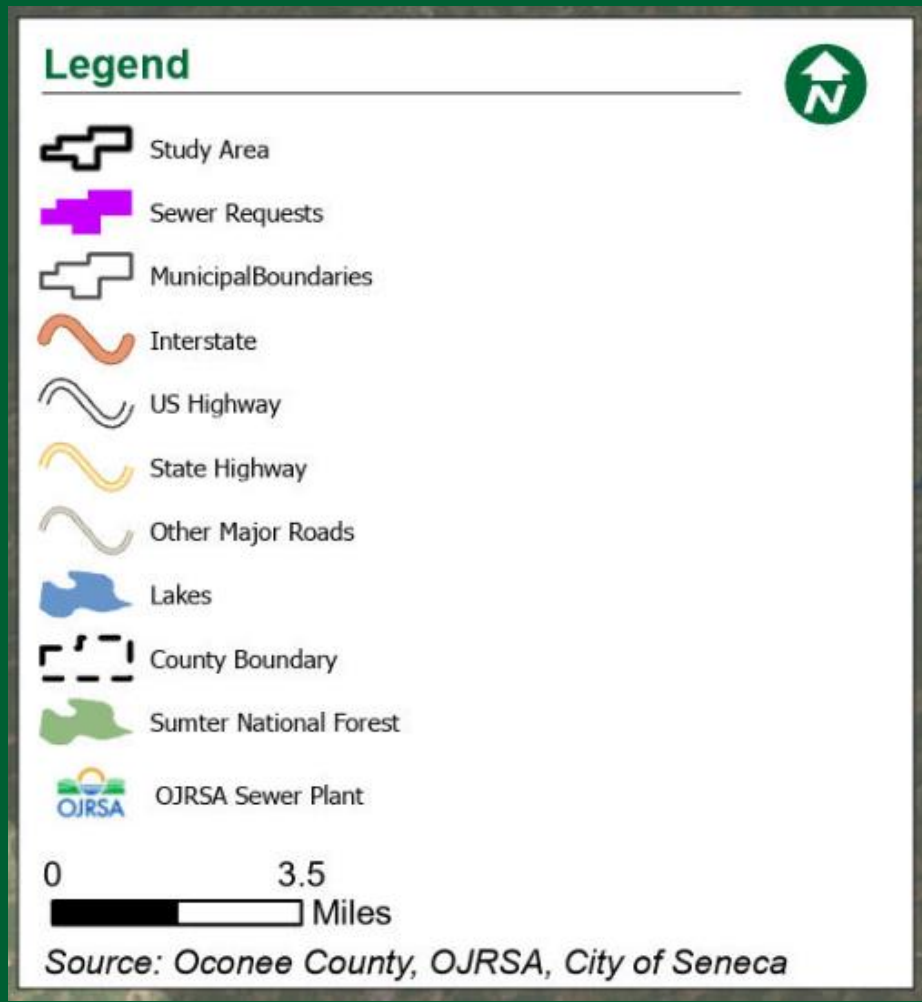 Legend
N
Study Area
Sewer Requests
MunicipalBoundaries
Interstate
US Highway
State Highway
Other Major Roads
Lakes
County Boundary
Sumter National Forest
OJRSA
OJRSA Sewer Plant
0 3.5
Miles
Source: Oconee County, OJRSA, City of Seneca